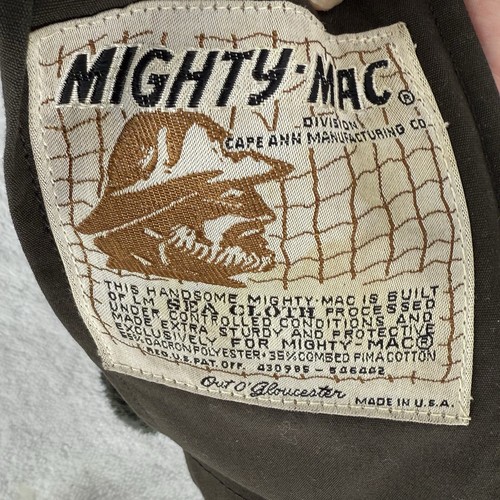 MIGHTY-MAC®
DIVISION
CAPE ANN MANUFACTURING CO.
THIS HANDSOME MIGHTY-MAC IS BUILT
OF L.M. SEA CLOTH PROCESSED
UNDER CONTROLLED CONDITIONS AND
MADE EXTRA STURDY AND PROTECTIVE
EXCLUSIVELY FOR MIGHTY-MAC®
65% DACRON POLYESTER · 35% COMBED PIMA COTTON
REG. U.S. PAT. OFF. 430985 - 546442
Out O' Gloucester
MADE IN U.S.A.